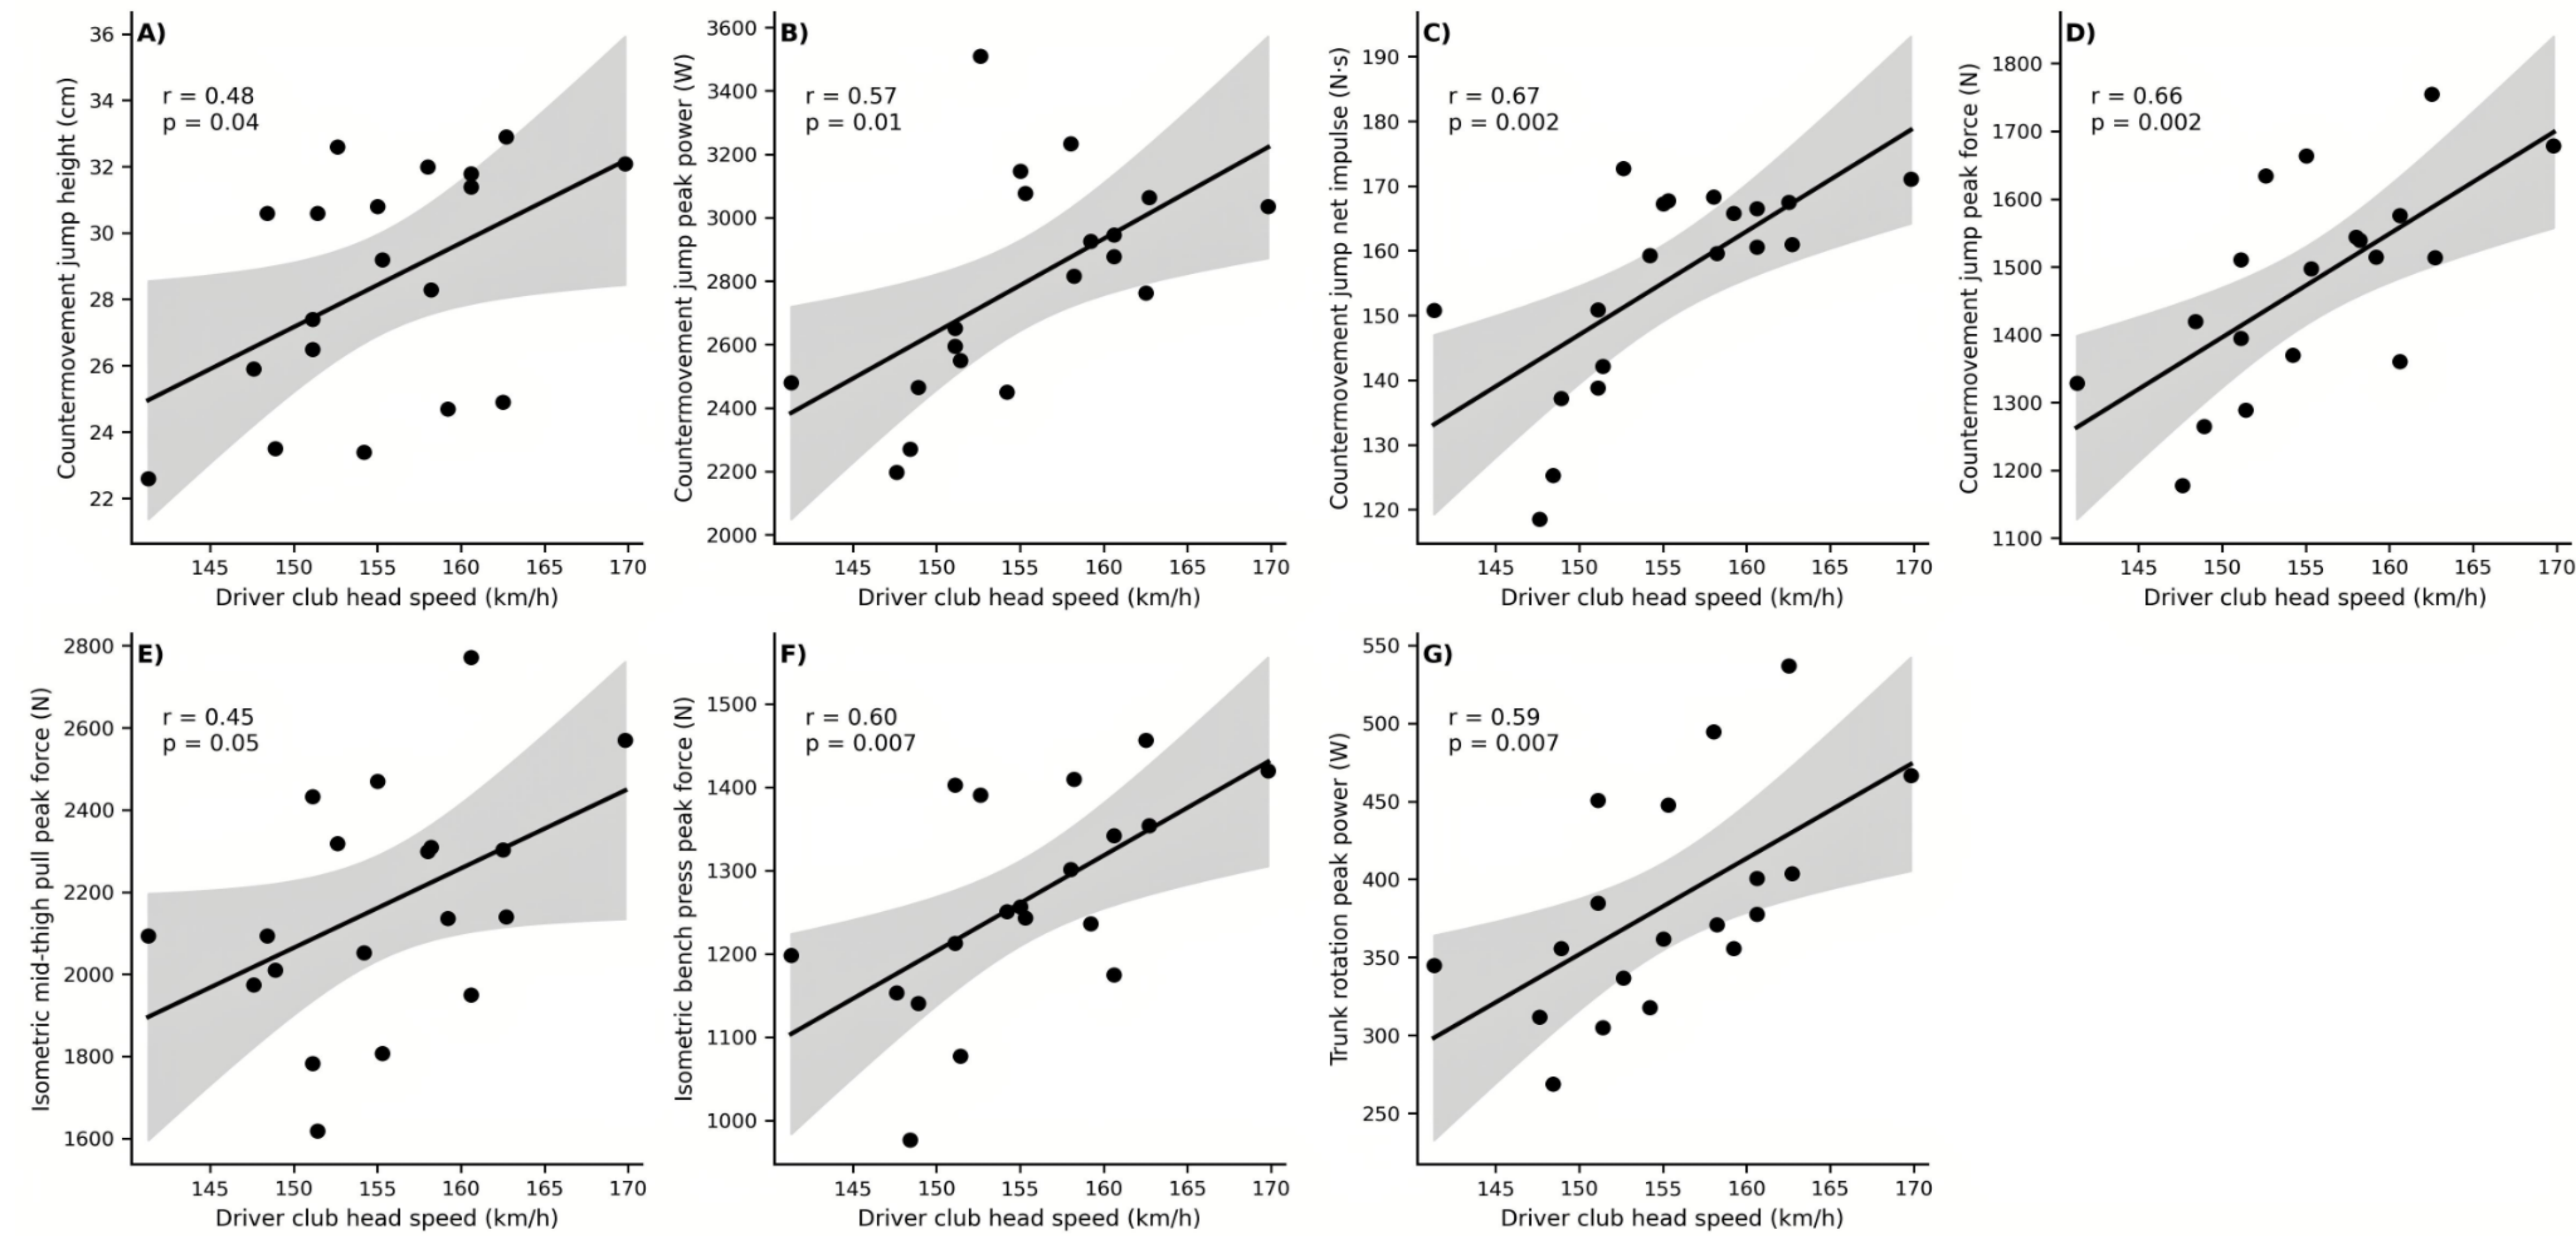 A)
r = 0.48
p = 0.04
Countermovement jump height (cm)
36
34
32
30
28
26
24
22
145 150 155 160 165 170
Driver club head speed (km/h)
B)
r = 0.57
p = 0.01
Countermovement jump peak power (W)
3600
3400
3200
3000
2800
2600
2400
2200
2000
145 150 155 160 165 170
Driver club head speed (km/h)
C)
r = 0.67
p = 0.002
Countermovement jump net impulse (N·s)
190
180
170
160
150
140
130
120
145 150 155 160 165 170
Driver club head speed (km/h)
D)
r = 0.66
p = 0.002
Countermovement jump peak force (N)
1800
1700
1600
1500
1400
1300
1200
1100
145 150 155 160 165 170
Driver club head speed (km/h)
E)
r = 0.45
p = 0.05
Isometric mid-thigh pull peak force (N)
2800
2600
2400
2200
2000
1800
1600
145 150 155 160 165 170
Driver club head speed (km/h)
F)
r = 0.60
p = 0.007
Isometric bench press peak force (N)
1500
1400
1300
1200
1100
1000
145 150 155 160 165 170
Driver club head speed (km/h)
G)
r = 0.59
p = 0.007
Trunk rotation peak power (W)
550
500
450
400
350
300
250
145 150 155 160 165 170
Driver club head speed (km/h)